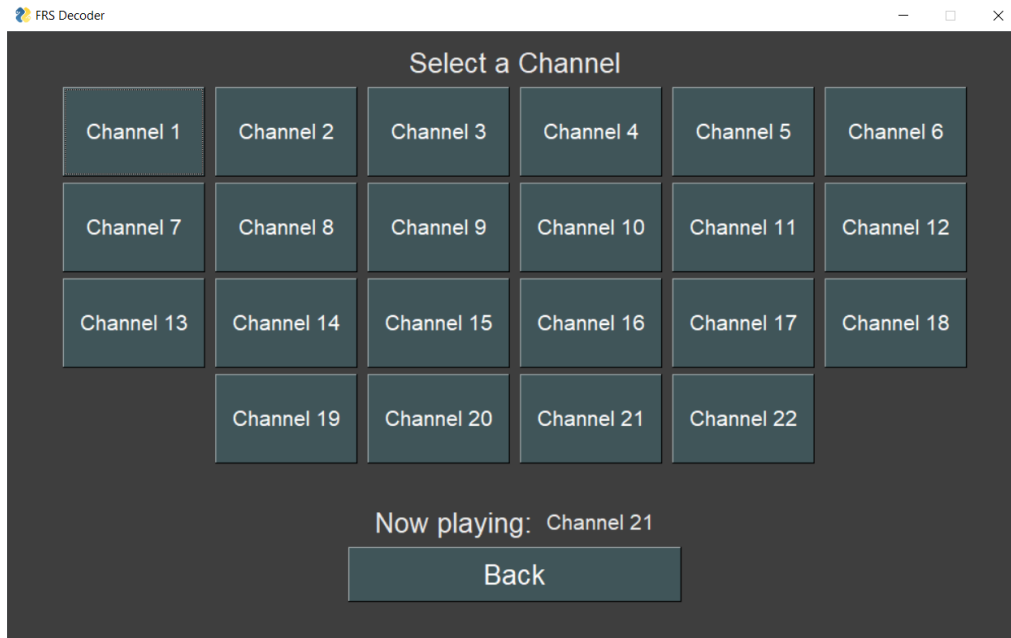 FRS Decoder
Select a Channel
Channel 1 Channel 2 Channel 3 Channel 4 Channel 5 Channel 6
Channel 7 Channel 8 Channel 9 Channel 10 Channel 11 Channel 12
Channel 13 Channel 14 Channel 15 Channel 16 Channel 17 Channel 18
Channel 19 Channel 20 Channel 21 Channel 22
Now playing: Channel 21
Back